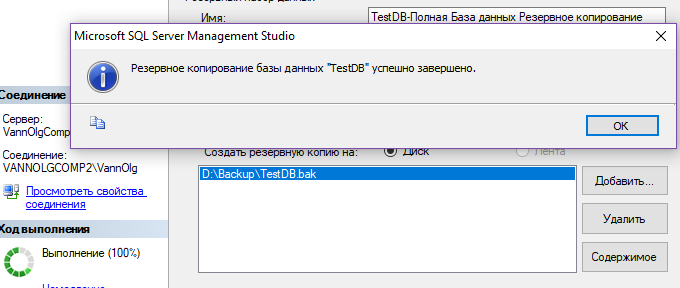 Имя:
TestDB-Полная База данных Резервное копирование
Microsoft SQL Server Management Studio
Резервное копирование базы данных "TestDB" успешно завершено.
OK
Соединение
Сервер:
VannOlgComp
Соединение:
VANNOLGCOMP2\VannOlg
Просмотреть свойства
соединения
Ход выполнения
Выполнение (100%)
Создать резервную копию на:
Диск
Лента
D:\Backup\TestDB.bak
Добавить...
Удалить
Содержимое